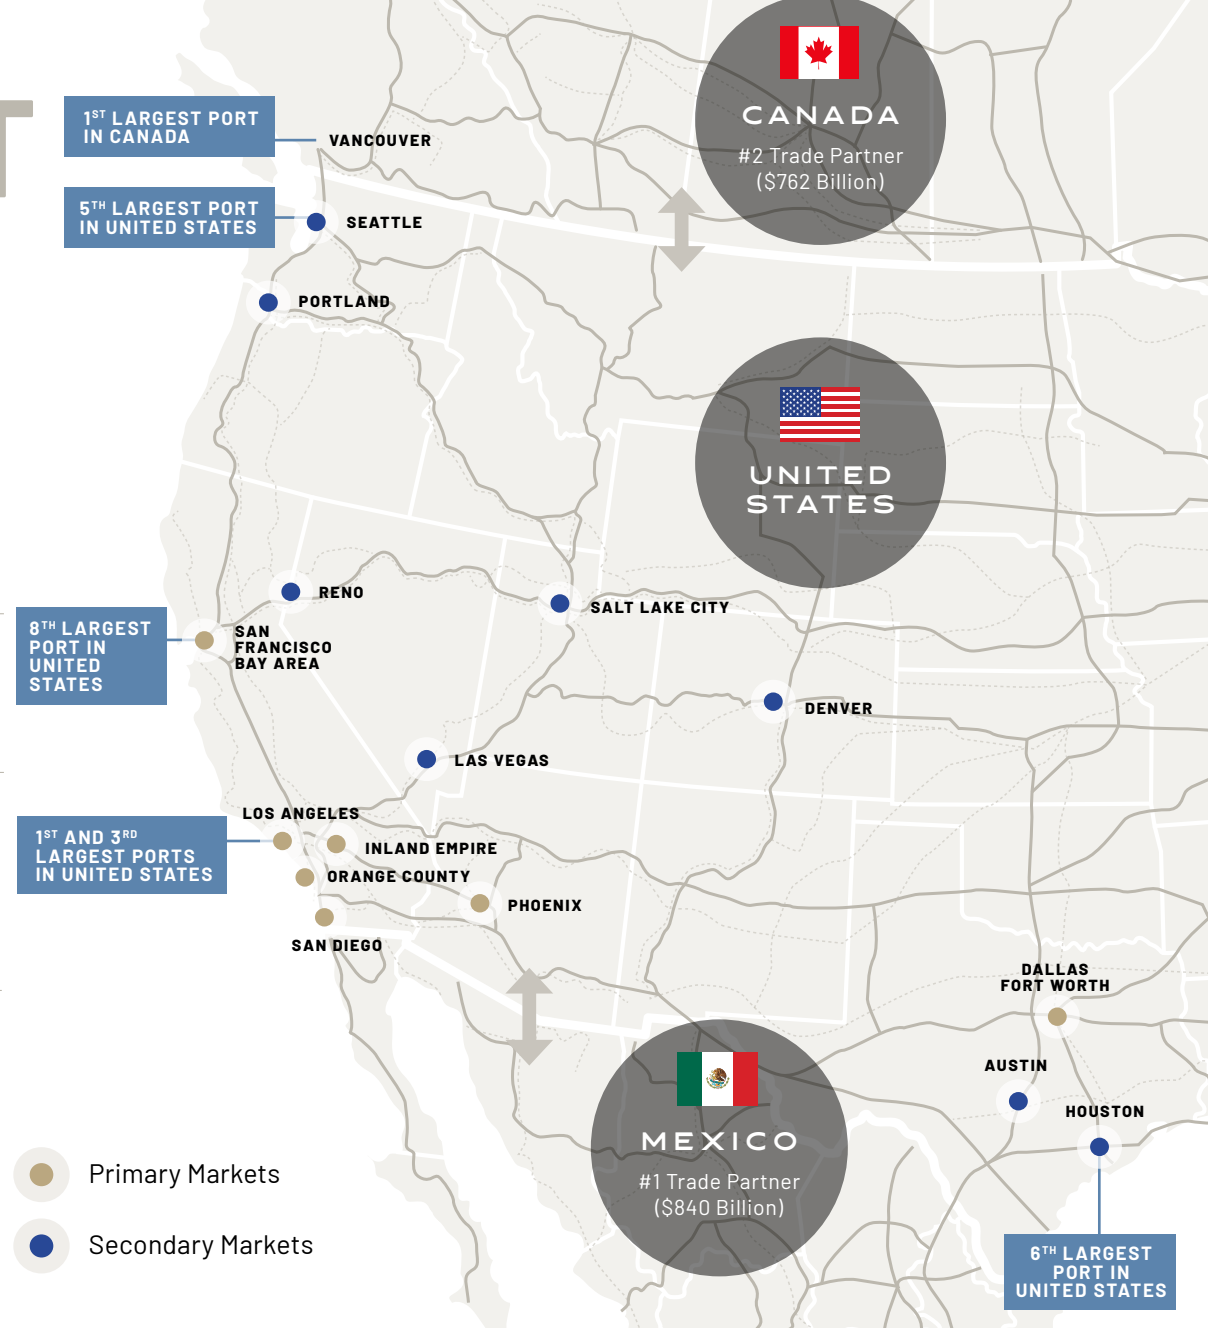 CANADA
#2 Trade Partner
($762 Billion)
1ST LARGEST PORT
IN CANADA
VANCOUVER
5TH LARGEST PORT
IN UNITED STATES
SEATTLE
PORTLAND
UNITED
STATES
RENO
SALT LAKE CITY
8TH LARGEST
PORT IN
UNITED
STATES
SAN
FRANCISCO
BAY AREA
DENVER
LAS VEGAS
LOS ANGELES
1ST AND 3RD
LARGEST PORTS
IN UNITED STATES
INLAND EMPIRE
ORANGE COUNTY
PHOENIX
SAN DIEGO
DALLAS
FORT WORTH
AUSTIN
HOUSTON
MEXICO
#1 Trade Partner
($840 Billion)
Primary Markets
Secondary Markets
6TH LARGEST
PORT IN
UNITED STATES